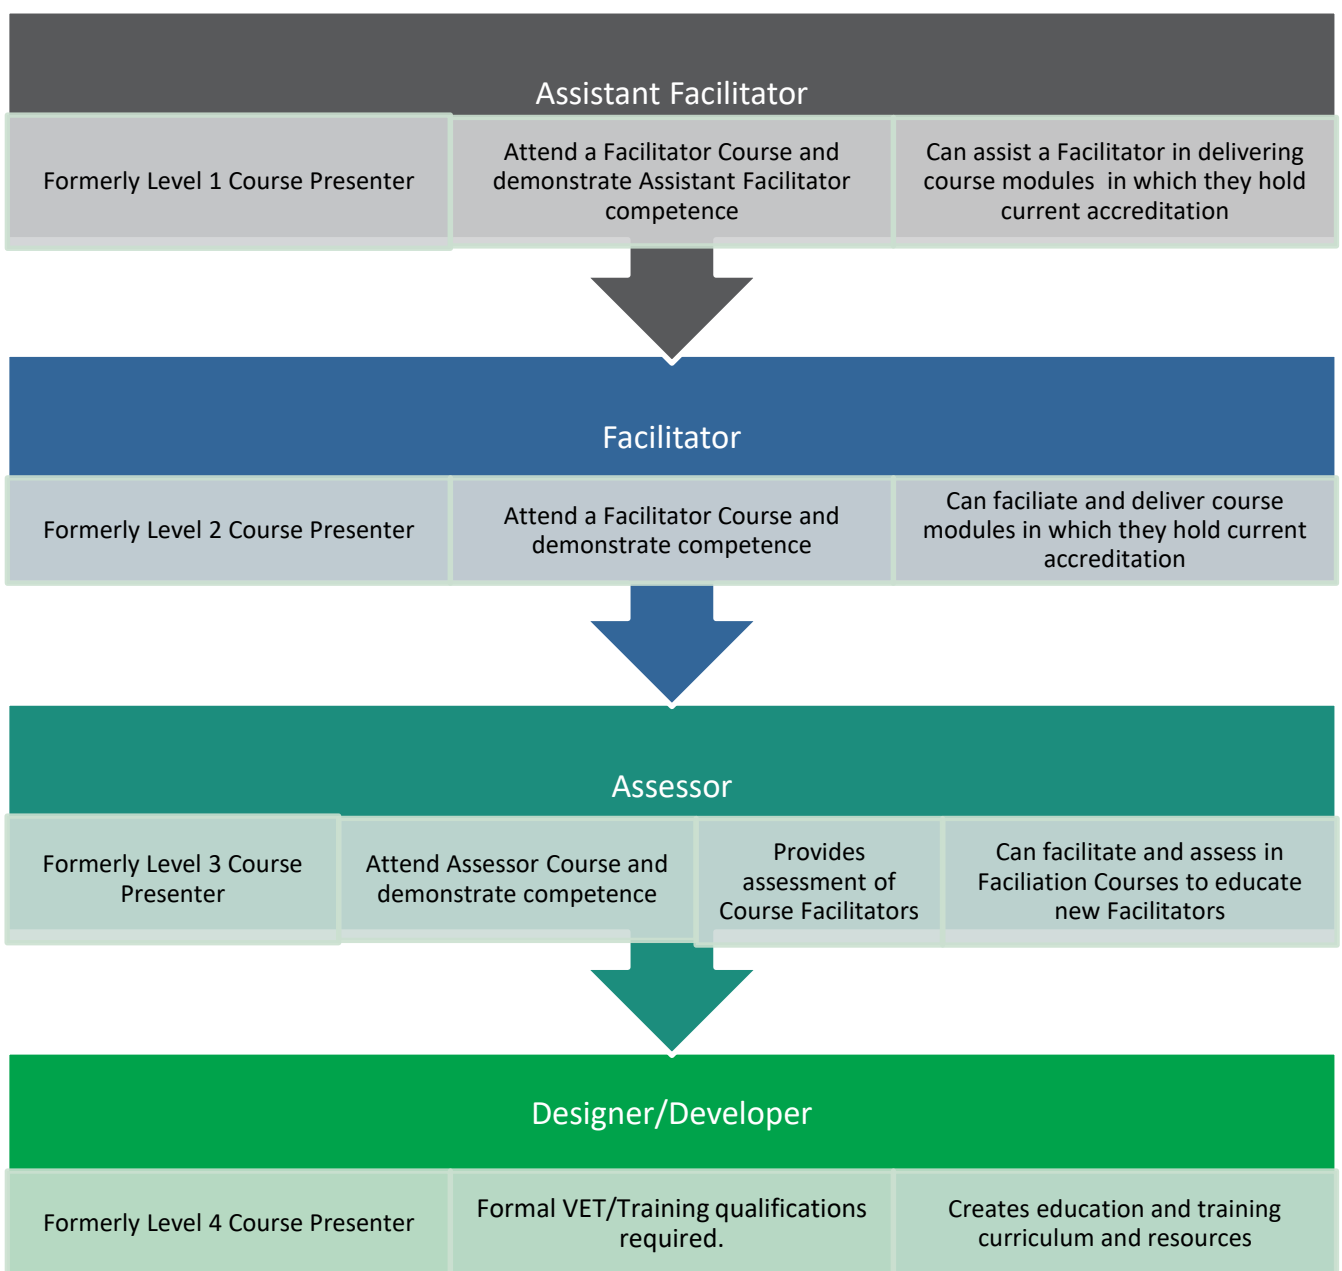 Assistant Facilitator
Formerly Level 1 Course Presenter
Attend a Facilitator Course and
demonstrate Assistant Facilitator
competence
Can assist a Facilitator in delivering
course modules in which they hold
current accreditation
Facilitator
Formerly Level 2 Course Presenter
Attend a Facilitator Course and
demonstrate competence
Can faciliate and deliver course
modules in which they hold current
accreditation
Assessor
Formerly Level 3 Course
Presenter
Attend Assessor Course and
demonstrate competence
Provides
assessment of
Course Facilitators
Can facilitate and assess in
Faciliation Courses to educate
new Facilitators
Designer/Developer
Formerly Level 4 Course Presenter
Formal VET/Training qualifications
required.
Creates education and training
curriculum and resources